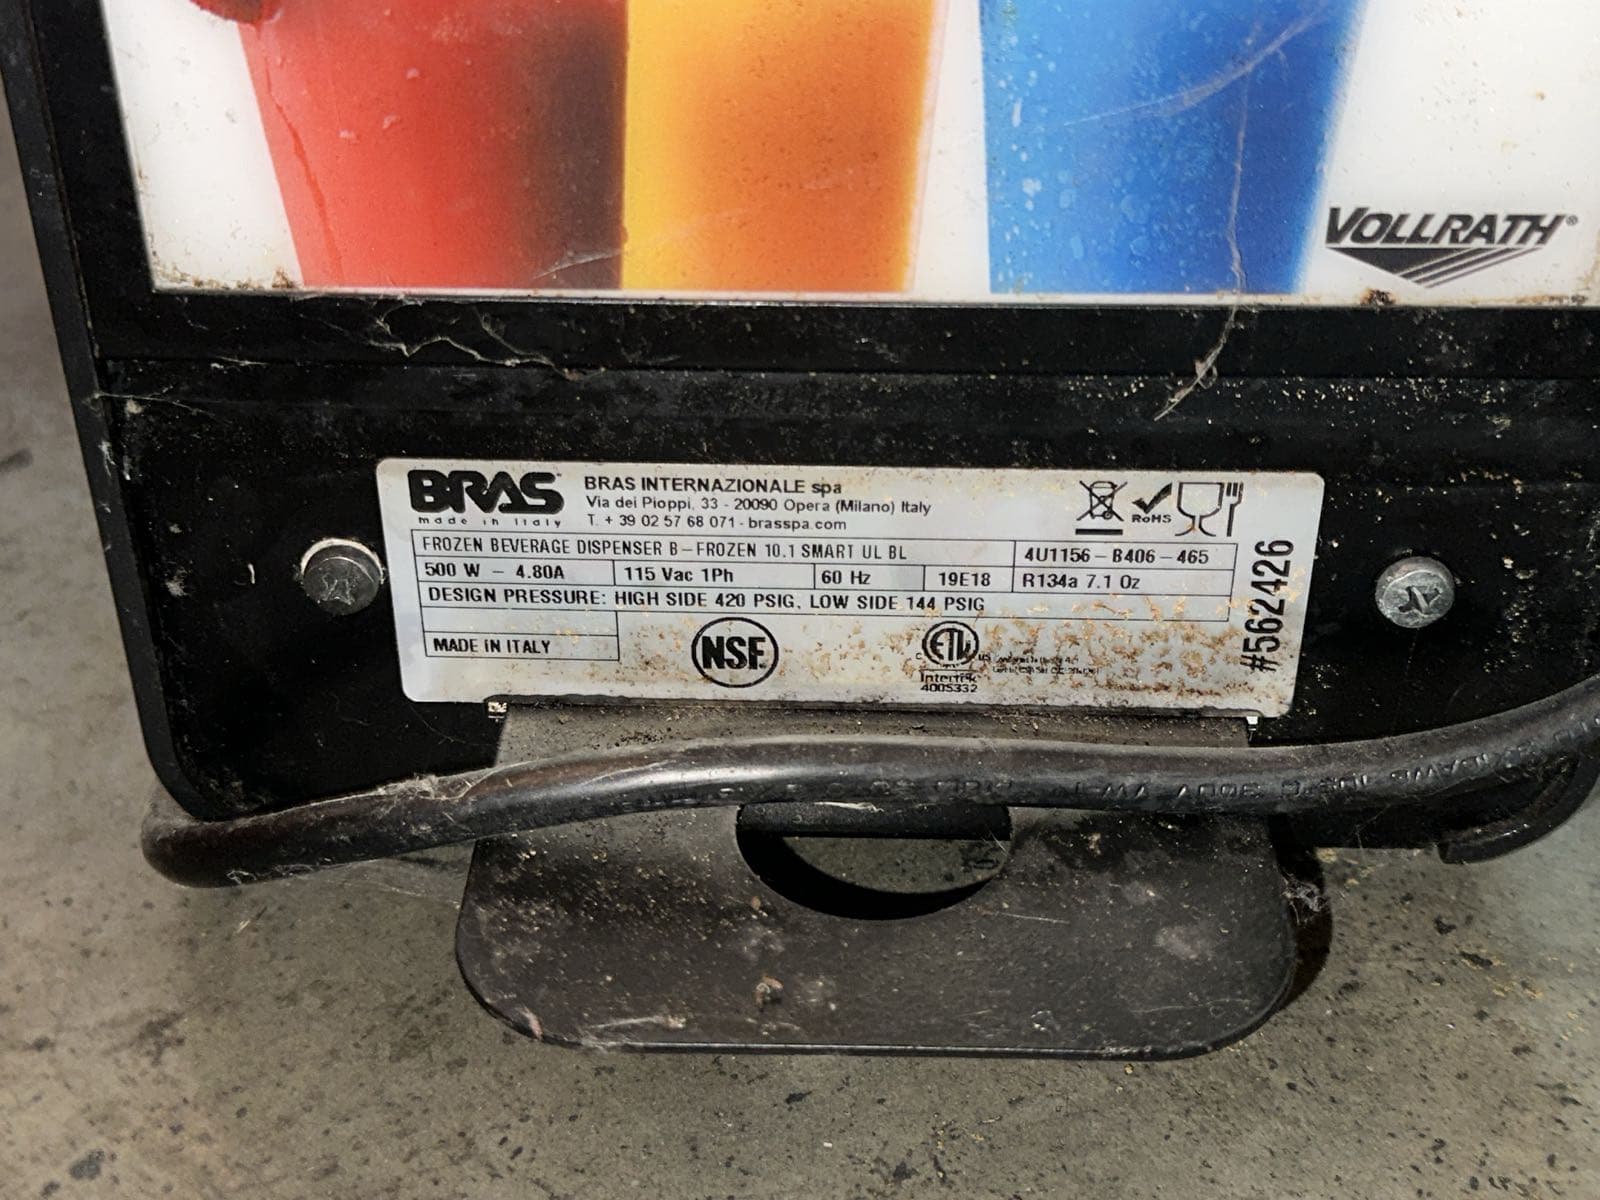 VOLLRATH®
BRAS
made in italy
BRAS INTERNAZIONALE spa
Via dei Pioppi, 33 - 20090 Opera (Milano) Italy
T. + 39 02 57 68 071 - brasspa.com
RoHS
FROZEN BEVERAGE DISPENSER B-FROZEN 10.1 SMART UL BL
4U1156-B406-465
500 W - 4.80A
115 Vac 1Ph
60 Hz
19E18
R134a 7.1 Oz
DESIGN PRESSURE: HIGH SIDE 420 PSIG, LOW SIDE 144 PSIG
MADE IN ITALY
NSF
C ETL US
Intertek
4005332
#562426
300V